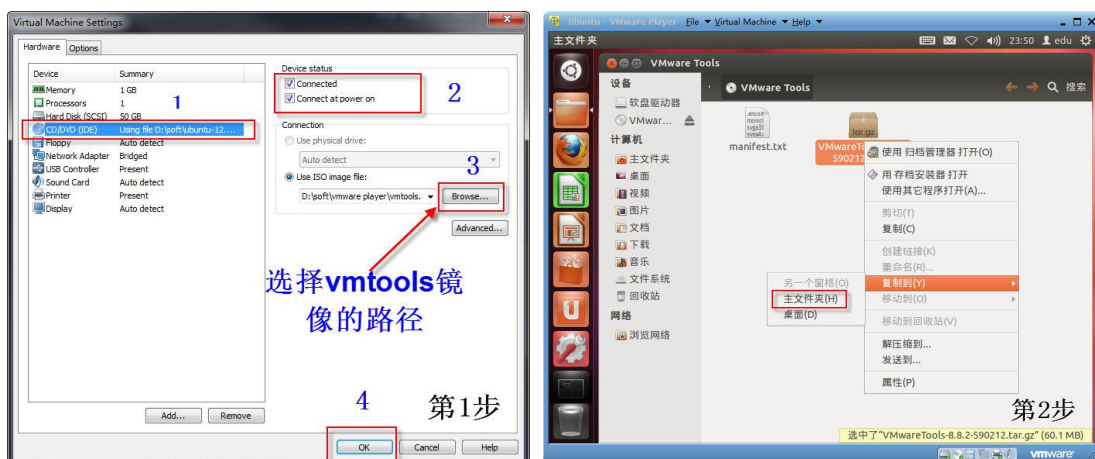 Virtual Machine Settings
Hardware Options
Device Summary
Memory 1 GB
Processors 1
Hard Disk (SCSI) 50 GB
CD/DVD (IDE) Using file D:\soft\ubuntu-12....
Floppy Auto detect
Network Adapter Bridged
USB Controller Present
Sound Card Auto detect
Printer Present
Display Auto detect
1
Add... Remove
Device status
Connected
Connect at power on
2
Connection
Use physical drive:
Auto detect
3
Use ISO image file:
D:\soft\vmware player\vmtools. Browse...
Advanced...
选择vmtools镜
像的路径
4
第1步
OK Cancel Help
Ubuntu - VMware Player File Virtual Machine Help
主文件夹 23:50 edu
VMware Tools
设备
软盘驱动器
VMwar...
计算机
主文件夹
桌面
视频
图片
文档
下载
音乐
文件系统
回收站
网络
浏览网络
VMware Tools 搜索
manifest.txt
tar.gz
使用 归档管理器 打开(O)
用 存档安装器 打开
使用其它程序打开(A)...
剪切(T)
复制(C)
创建链接(K)
重命名(R)...
复制到(Y)
移动到(O)
移动到回收站(V)
解压缩到...
发送到...
属性(P)
另一个窗格(O)
主文件夹(H)
桌面(D)
第2步
选中了"VMwareTools-8.8.2-590212.tar.gz" (60.1 MB)
vmware